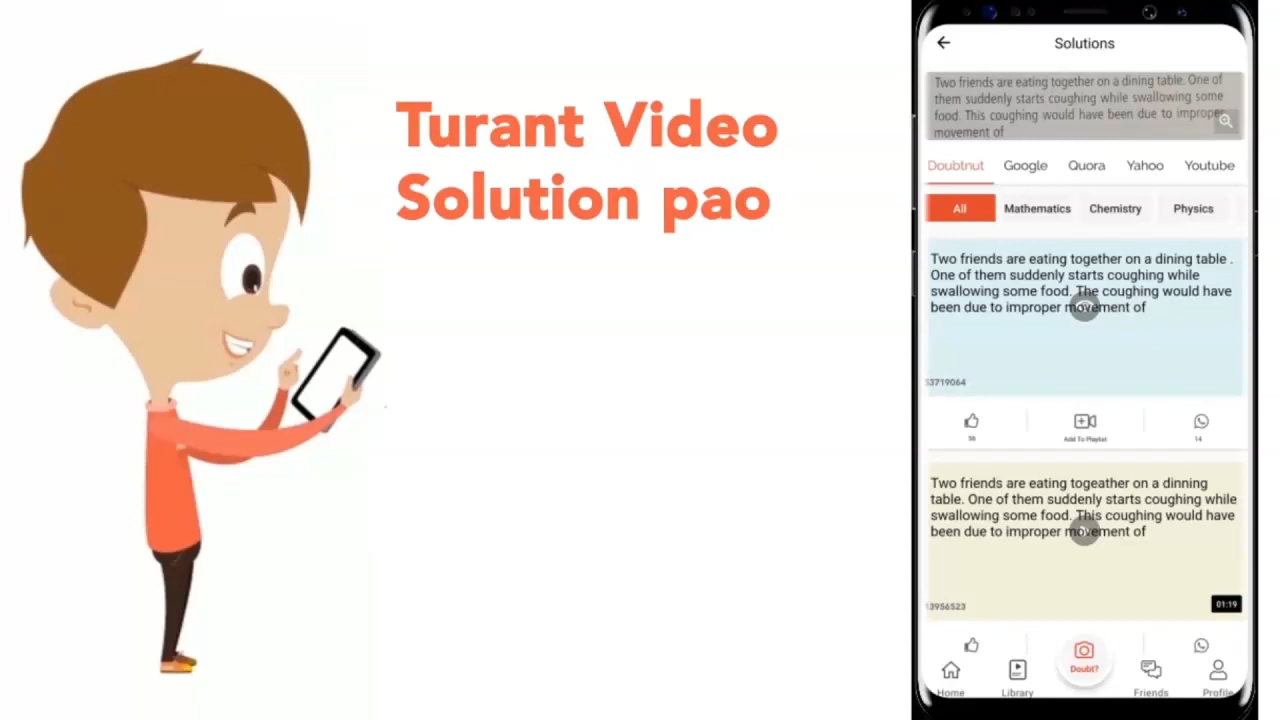 Turant Video
Solution pao
Solutions
Two friends are eating together on a dining table. One of
them suddenly starts coughing while swallowing some
food. This coughing would have been due to improper
movement of
Doubtnut Google Quora Yahoo Youtube
All Mathematics Chemistry Physics
Two friends are eating together on a dining table .
One of them suddenly starts coughing while
swallowing some food. The coughing would have
been due to improper movement of
53719064
36 Add To Playlist 14
Two friends are eating togeather on a dinning
table. One of them suddenly starts coughing while
swallowing some food. This coughing would have
been due to improper movement of
13956523
01:19
Doubt?
Home Library Friends Profile